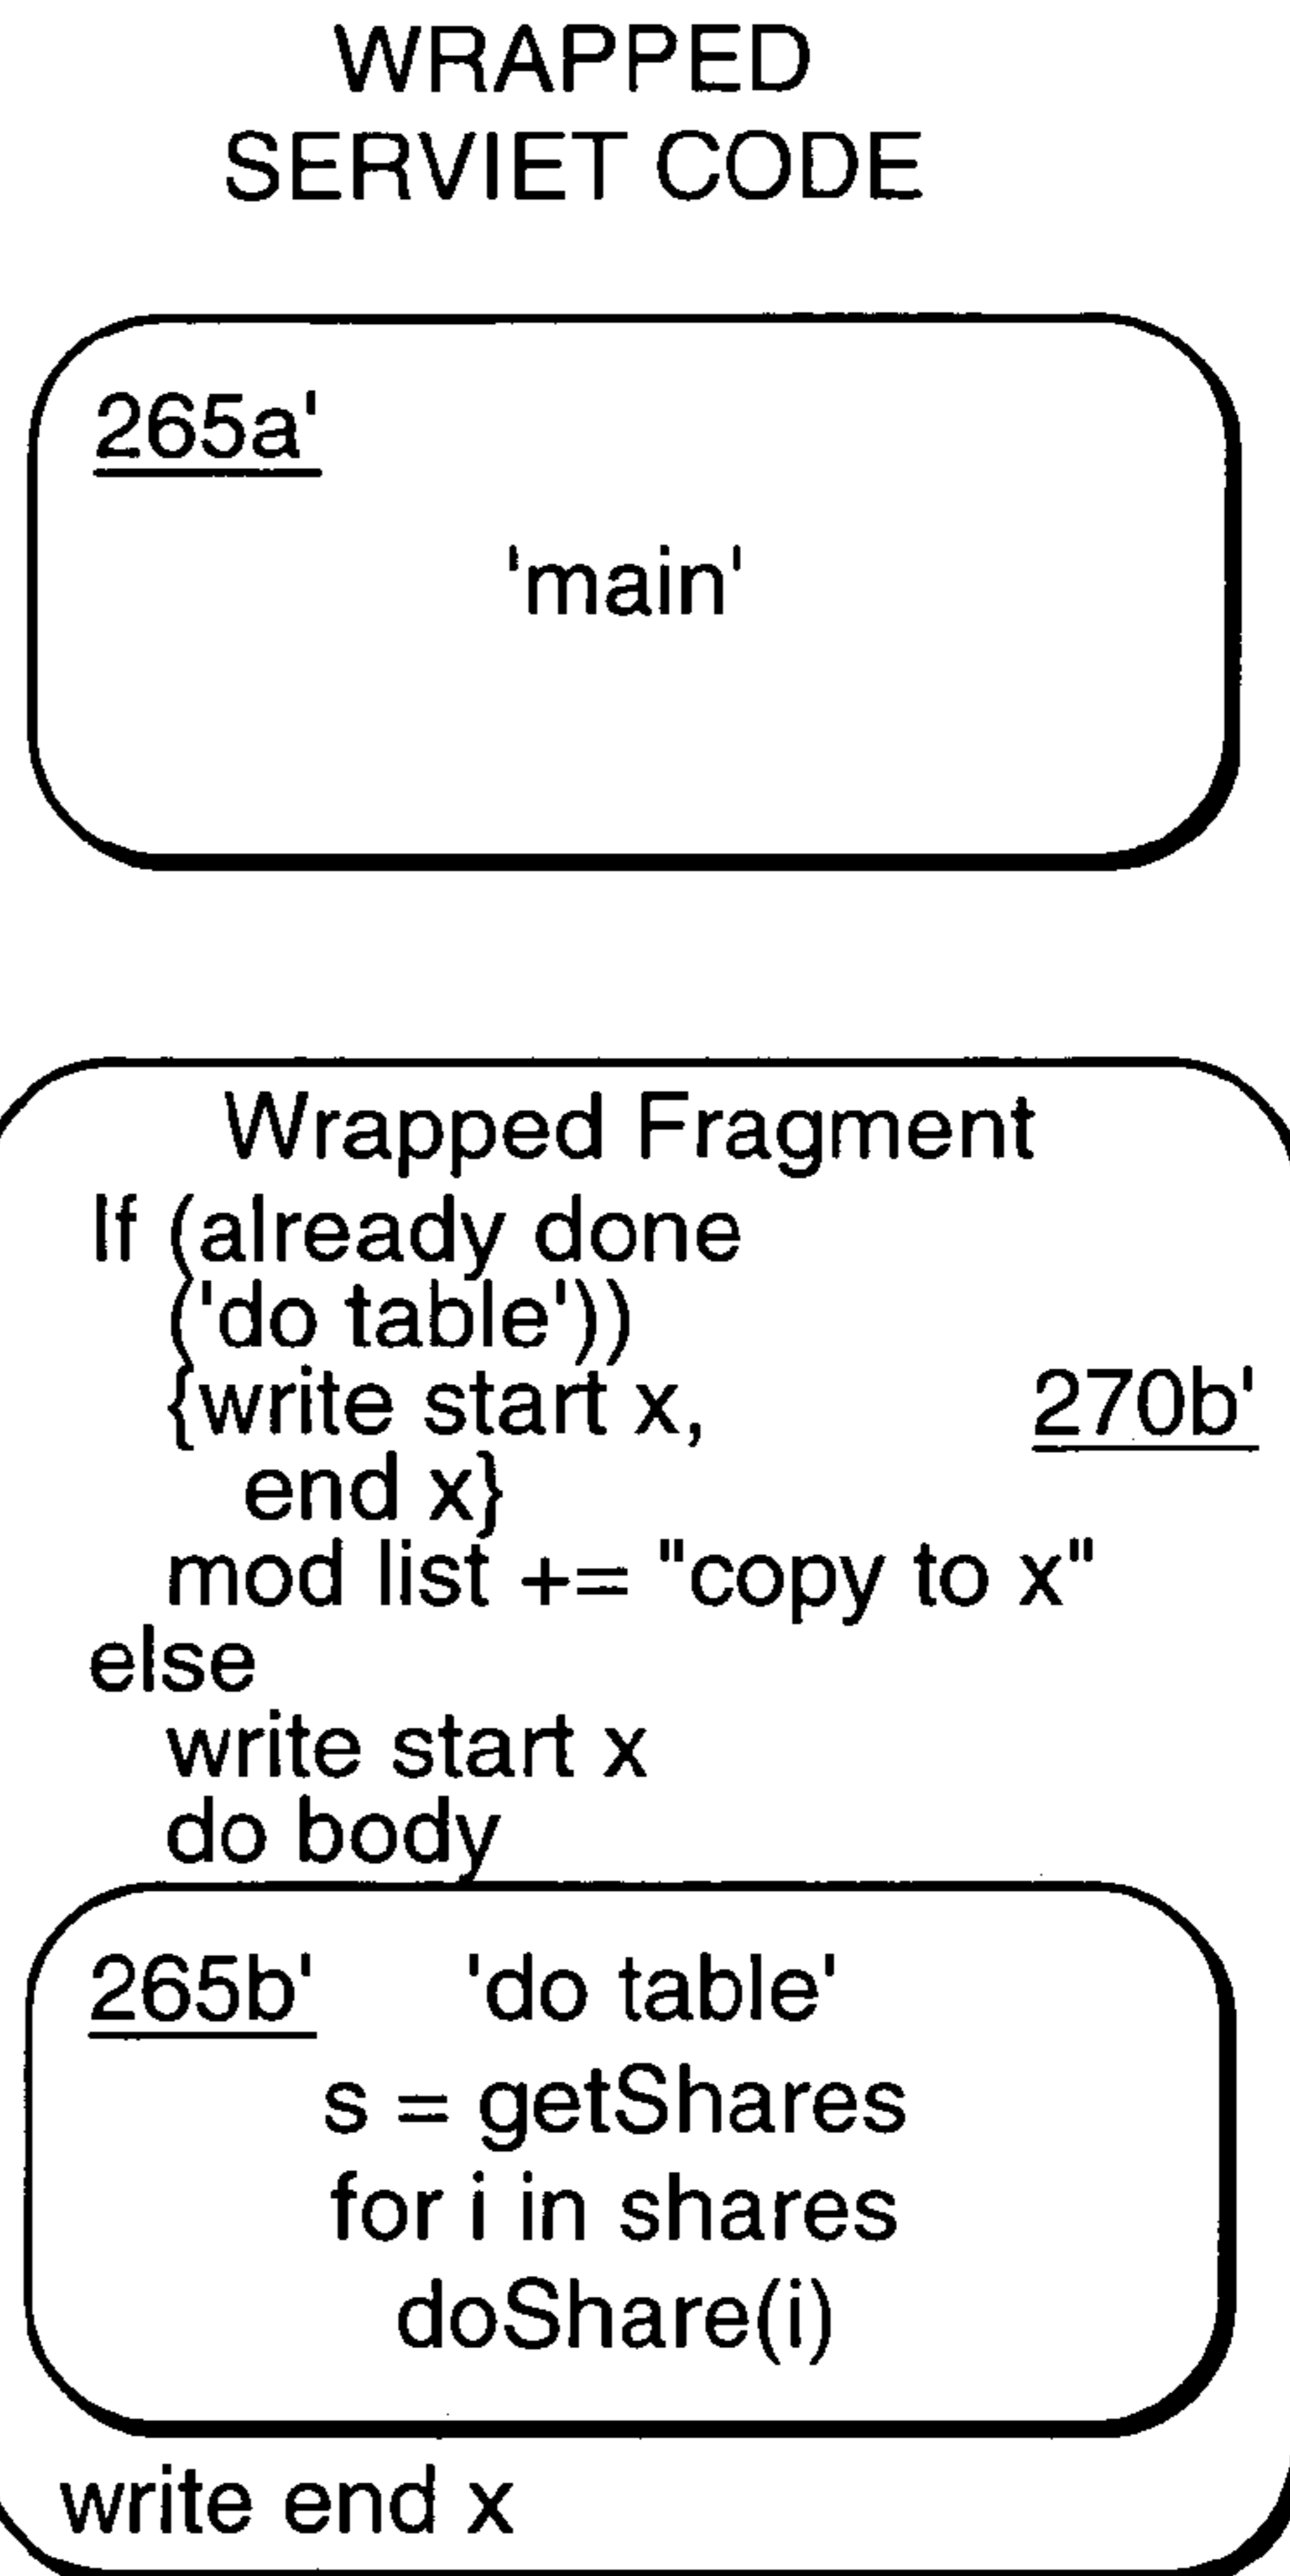 WRAPPED
SERVIET CODE
265a'
'main'
Wrapped Fragment
If (already done
('do table'))
{write start x,
270b'
end x}
mod list += "copy to x"
else
write start x
do body
265b' 'do table'
s = getShares
for i in shares
doShare(i)
write end x